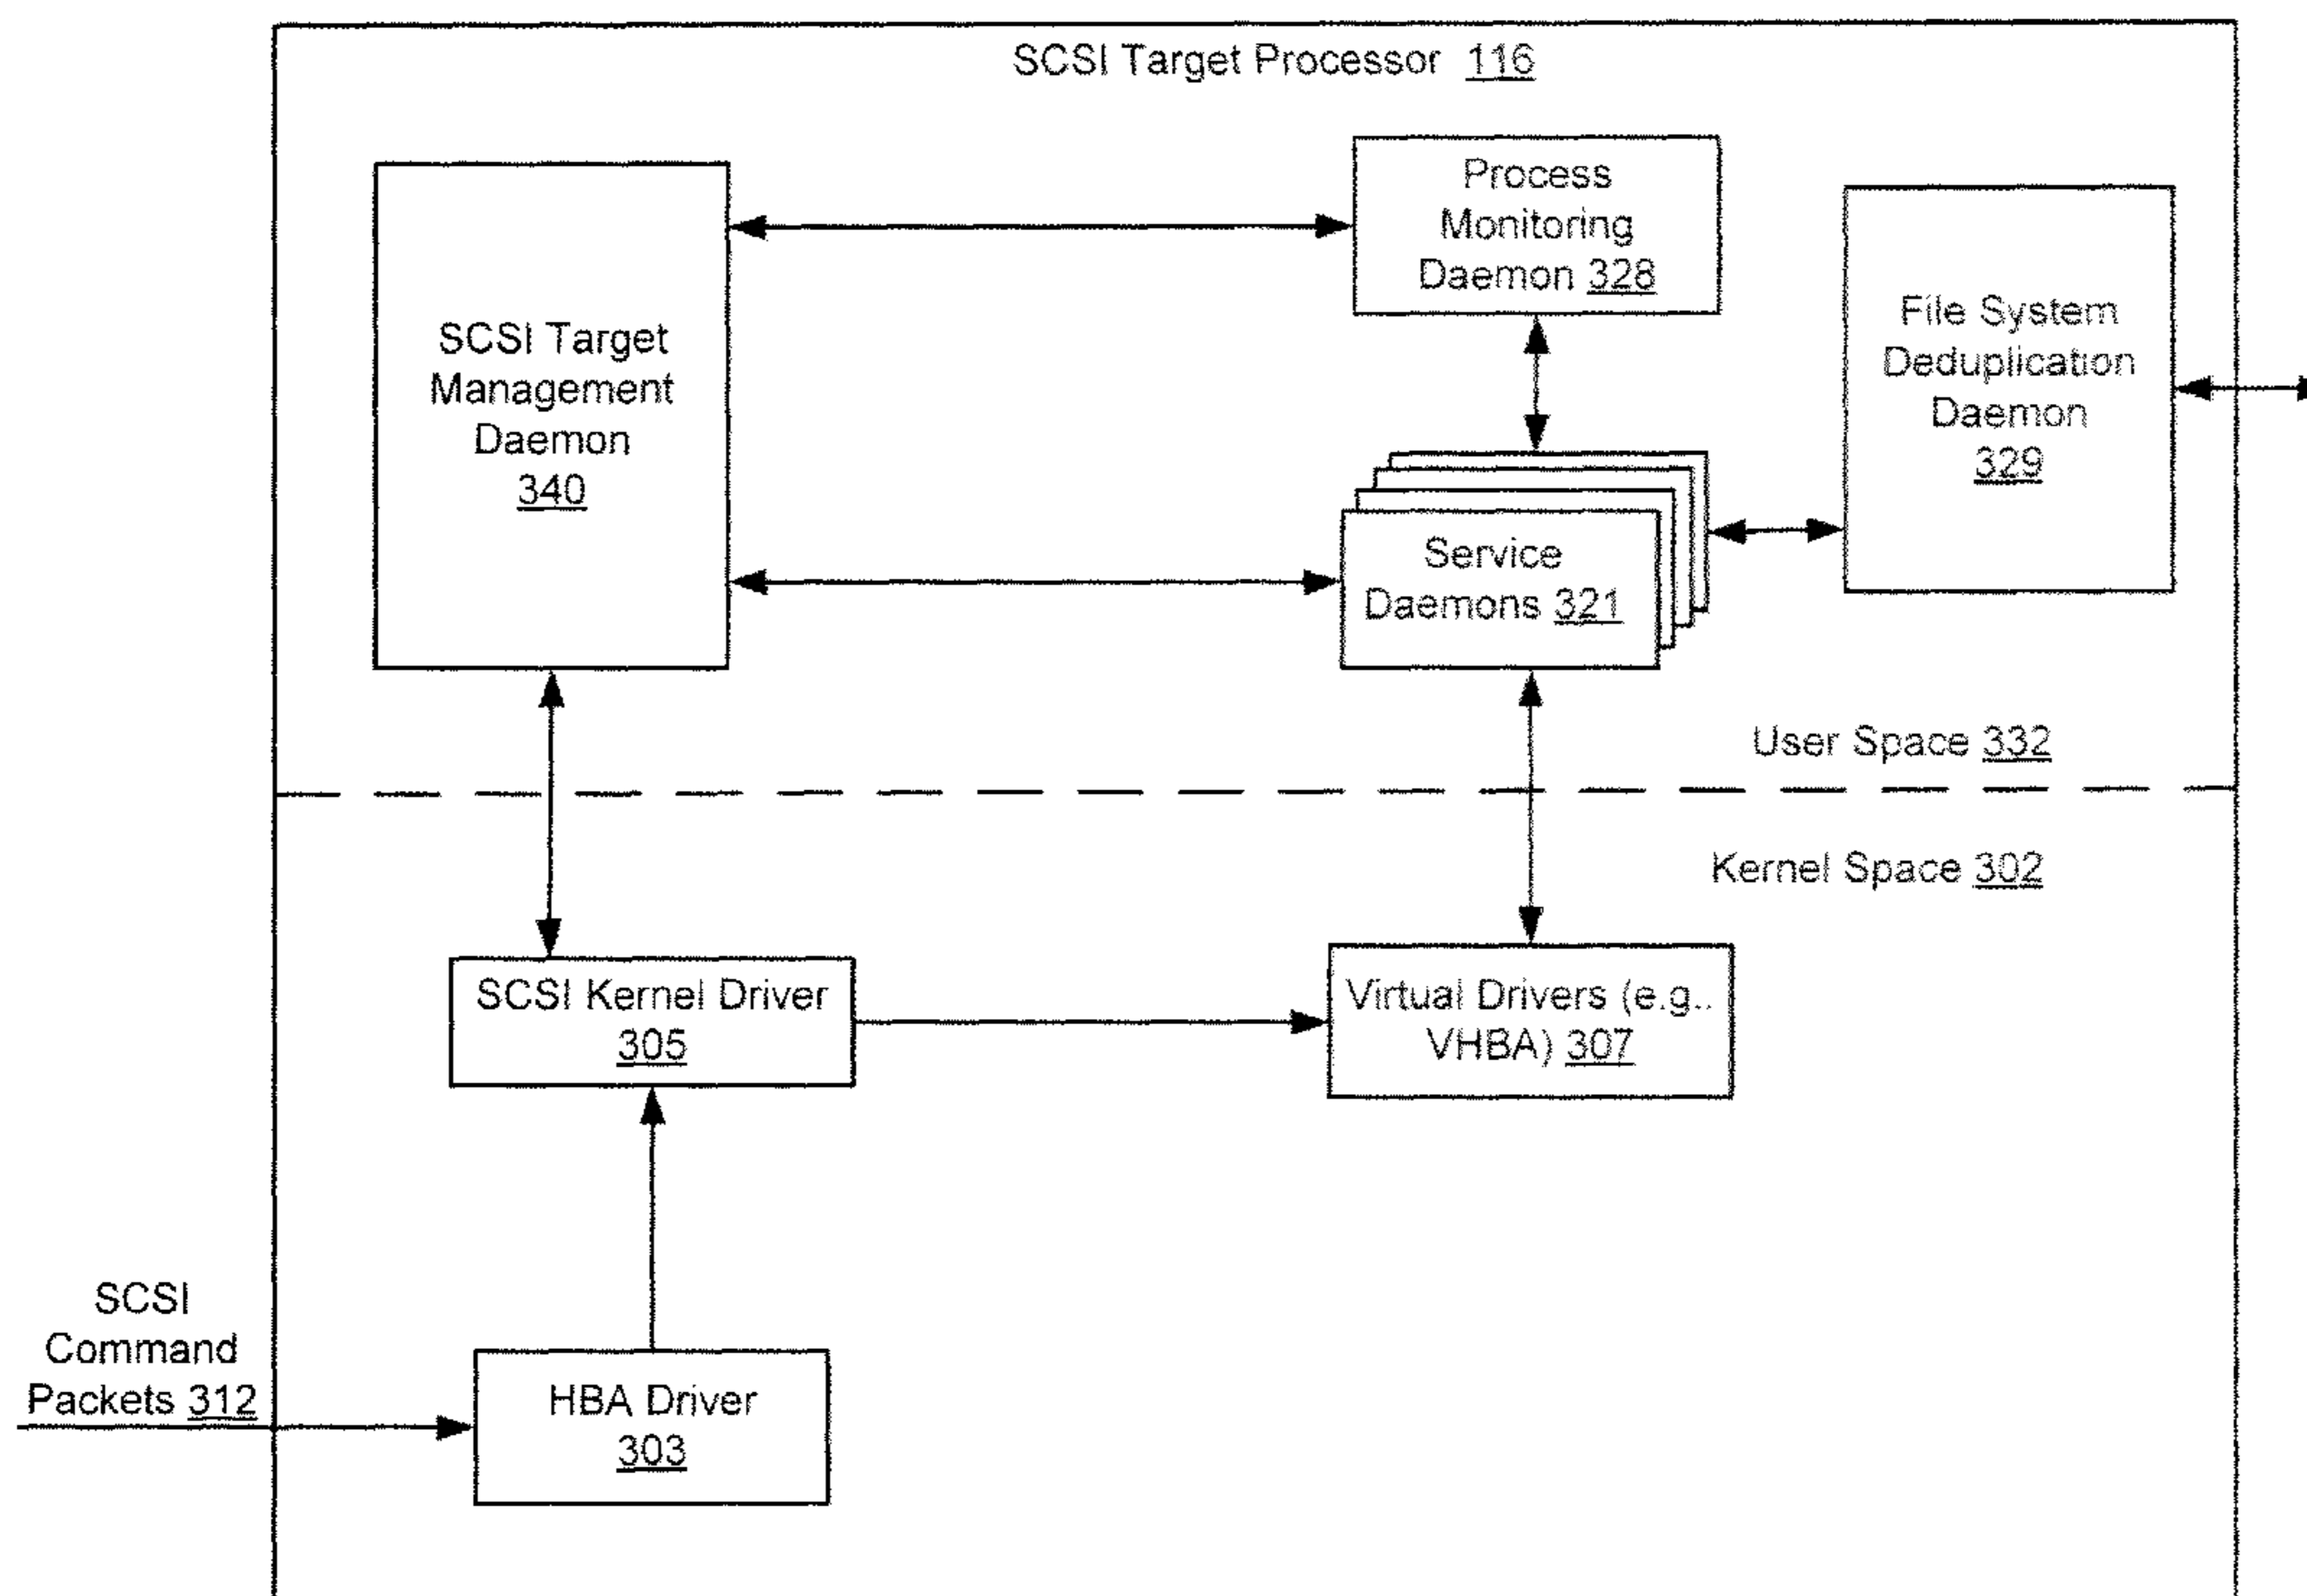 SCSI Target Processor 116
Process
Monitoring
Daemon 328
SCSI Target
Management
Daemon
340
File System
Deduplication
Daemon
329
Service
Daemons 321
User Space 332
Kernel Space 302
SCSI Kernel Driver
305
Virtual Drivers (e.g..
VHBA) 307
SCSI
Command
Packets 312
HBA Driver
303